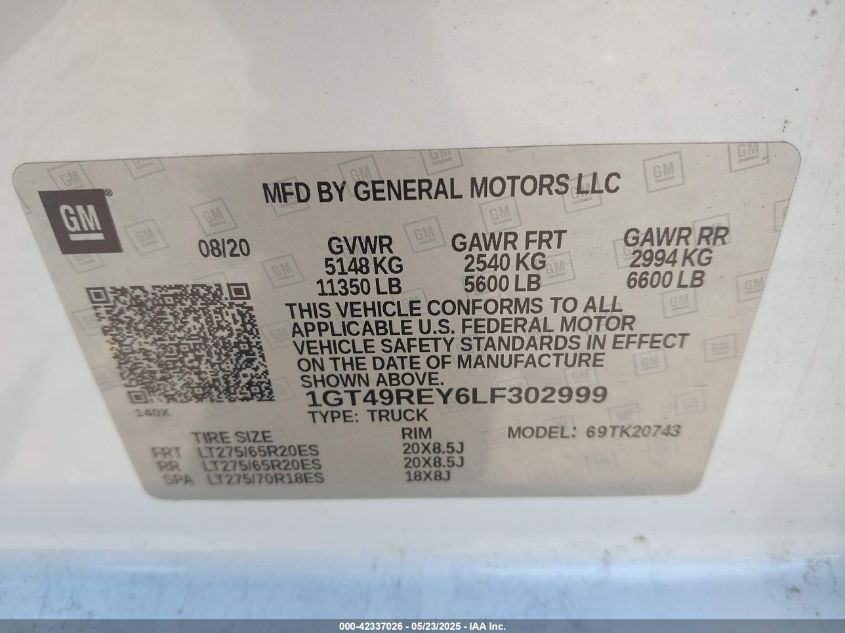 GM®
MFD BY GENERAL MOTORS LLC
08/20 GVWR GAWR FRT GAWR RR
5148 KG 2540 KG 2994 KG
11350 LB 5600 LB 6600 LB
THIS VEHICLE CONFORMS TO ALL
APPLICABLE U.S. FEDERAL MOTOR
VEHICLE SAFETY STANDARDS IN EFFECT
ON THE DATE OF MANUFACTURE
SHOWN ABOVE.
140X
1GT49REY6LF302999
TYPE: TRUCK
TIRE SIZE RIM MODEL: 69TK20743
FRT LT275/65R20ES 20X8.5J
RR LT275/65R20ES 20X8.5J
SPA LT275/70R18ES 18X8J
000-42337026 - 05/23/2025 - IAA Inc.